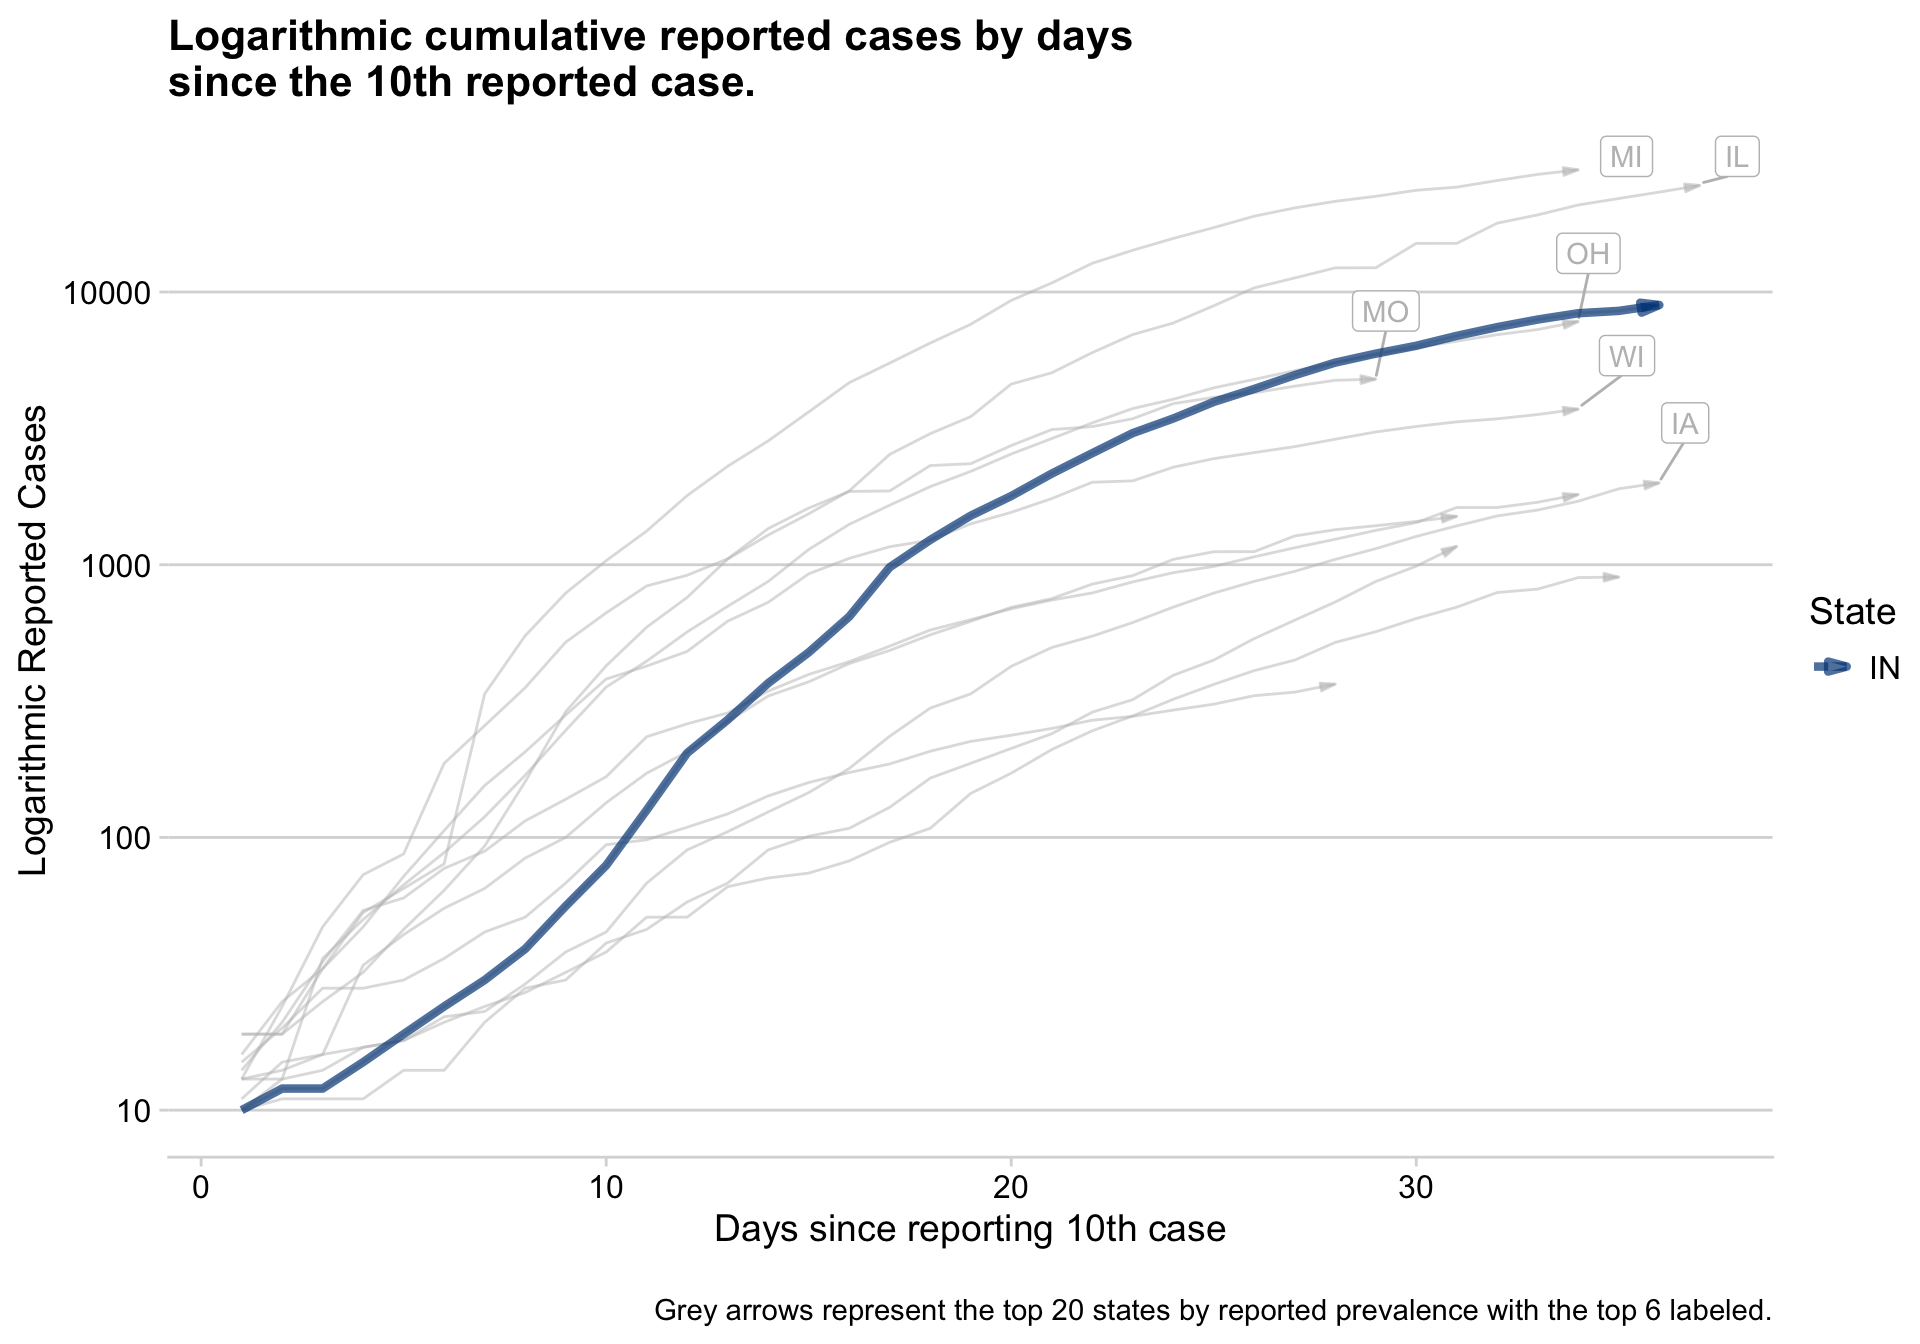 Logarithmic cumulative reported cases by days
since the 10th reported case.
MI
IL
OH
MO
WI
IA
10000
1000
100
10
Logarithmic Reported Cases
State
IN
0
10
20
30
Days since reporting 10th case
Grey arrows represent the top 20 states by reported prevalence with the top 6 labeled.